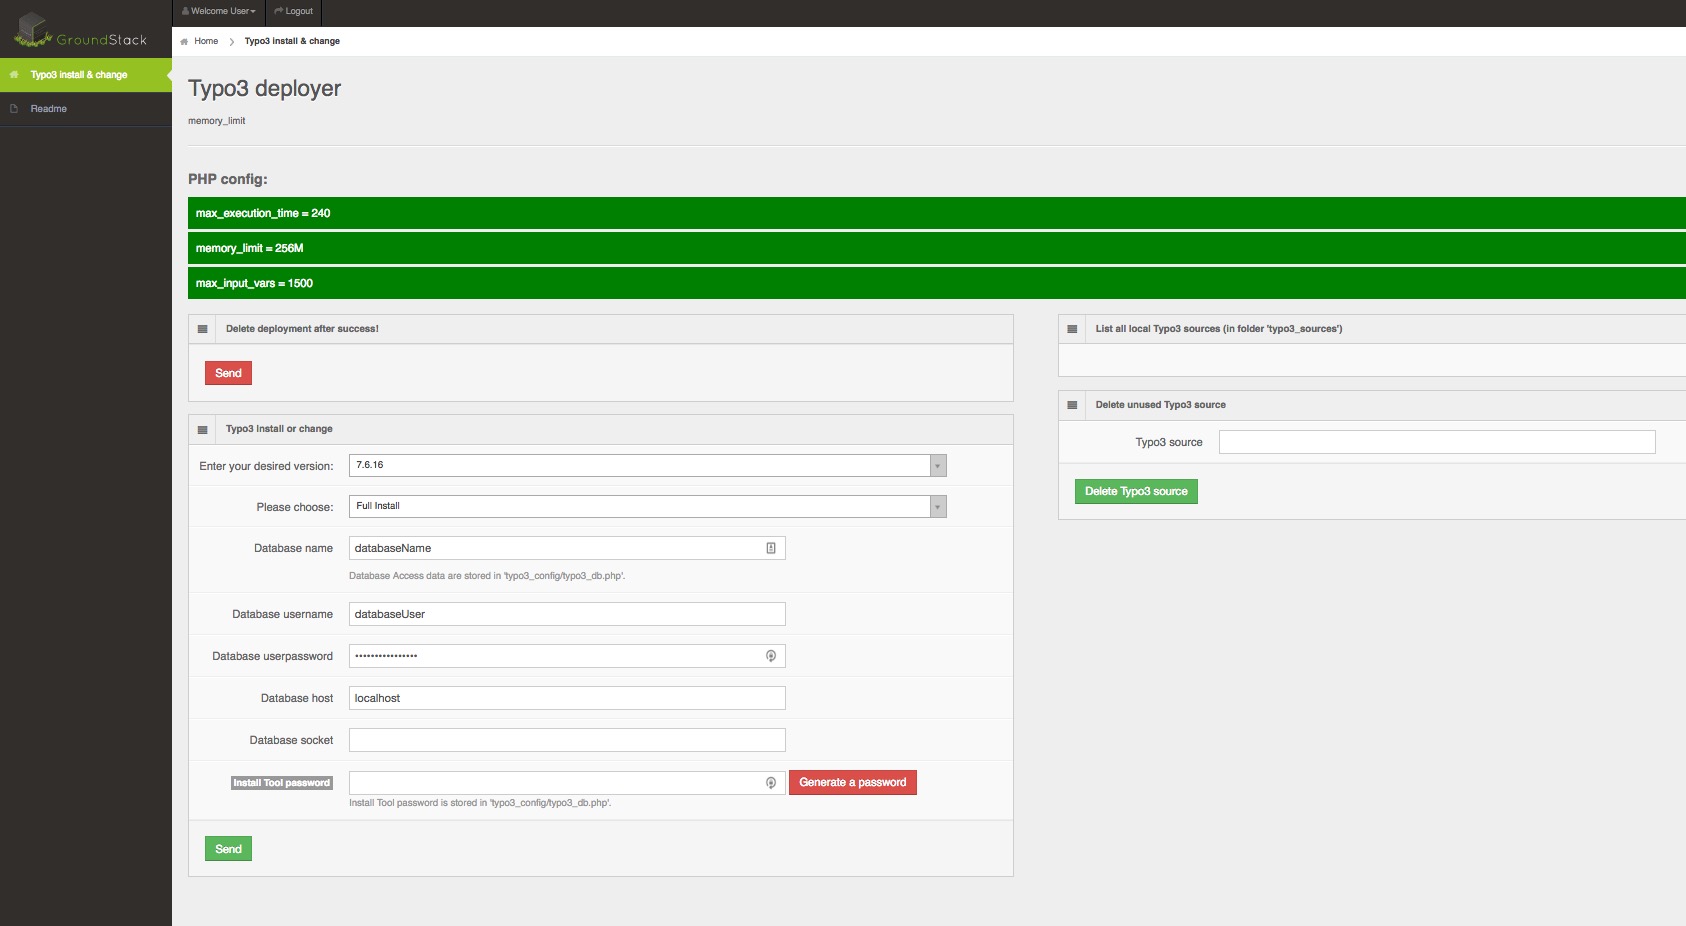 GroundStack
Welcome User
Logout
Home
Typo3 install & change
Typo3 install & change
Readme
Typo3 deployer
memory_limit
PHP config:
max_execution_time = 240
memory_limit = 256M
max_input_vars = 1500
Delete deployment after success!
Send
Typo3 Install or change
Enter your desired version:
7.6.16
Please choose:
Full Install
Database name
databaseName
Database Access data are stored in 'typo3_config/typo3_db.php'.
Database username
databaseUser
Database userpassword
••••••••••••••••
Database host
localhost
Database socket
Install Tool password
Generate a password
Install Tool password is stored in 'typo3_config/typo3_db.php'.
Send
List all local Typo3 sources (in folder 'typo3_sources')
Delete unused Typo3 source
Typo3 source
Delete Typo3 source